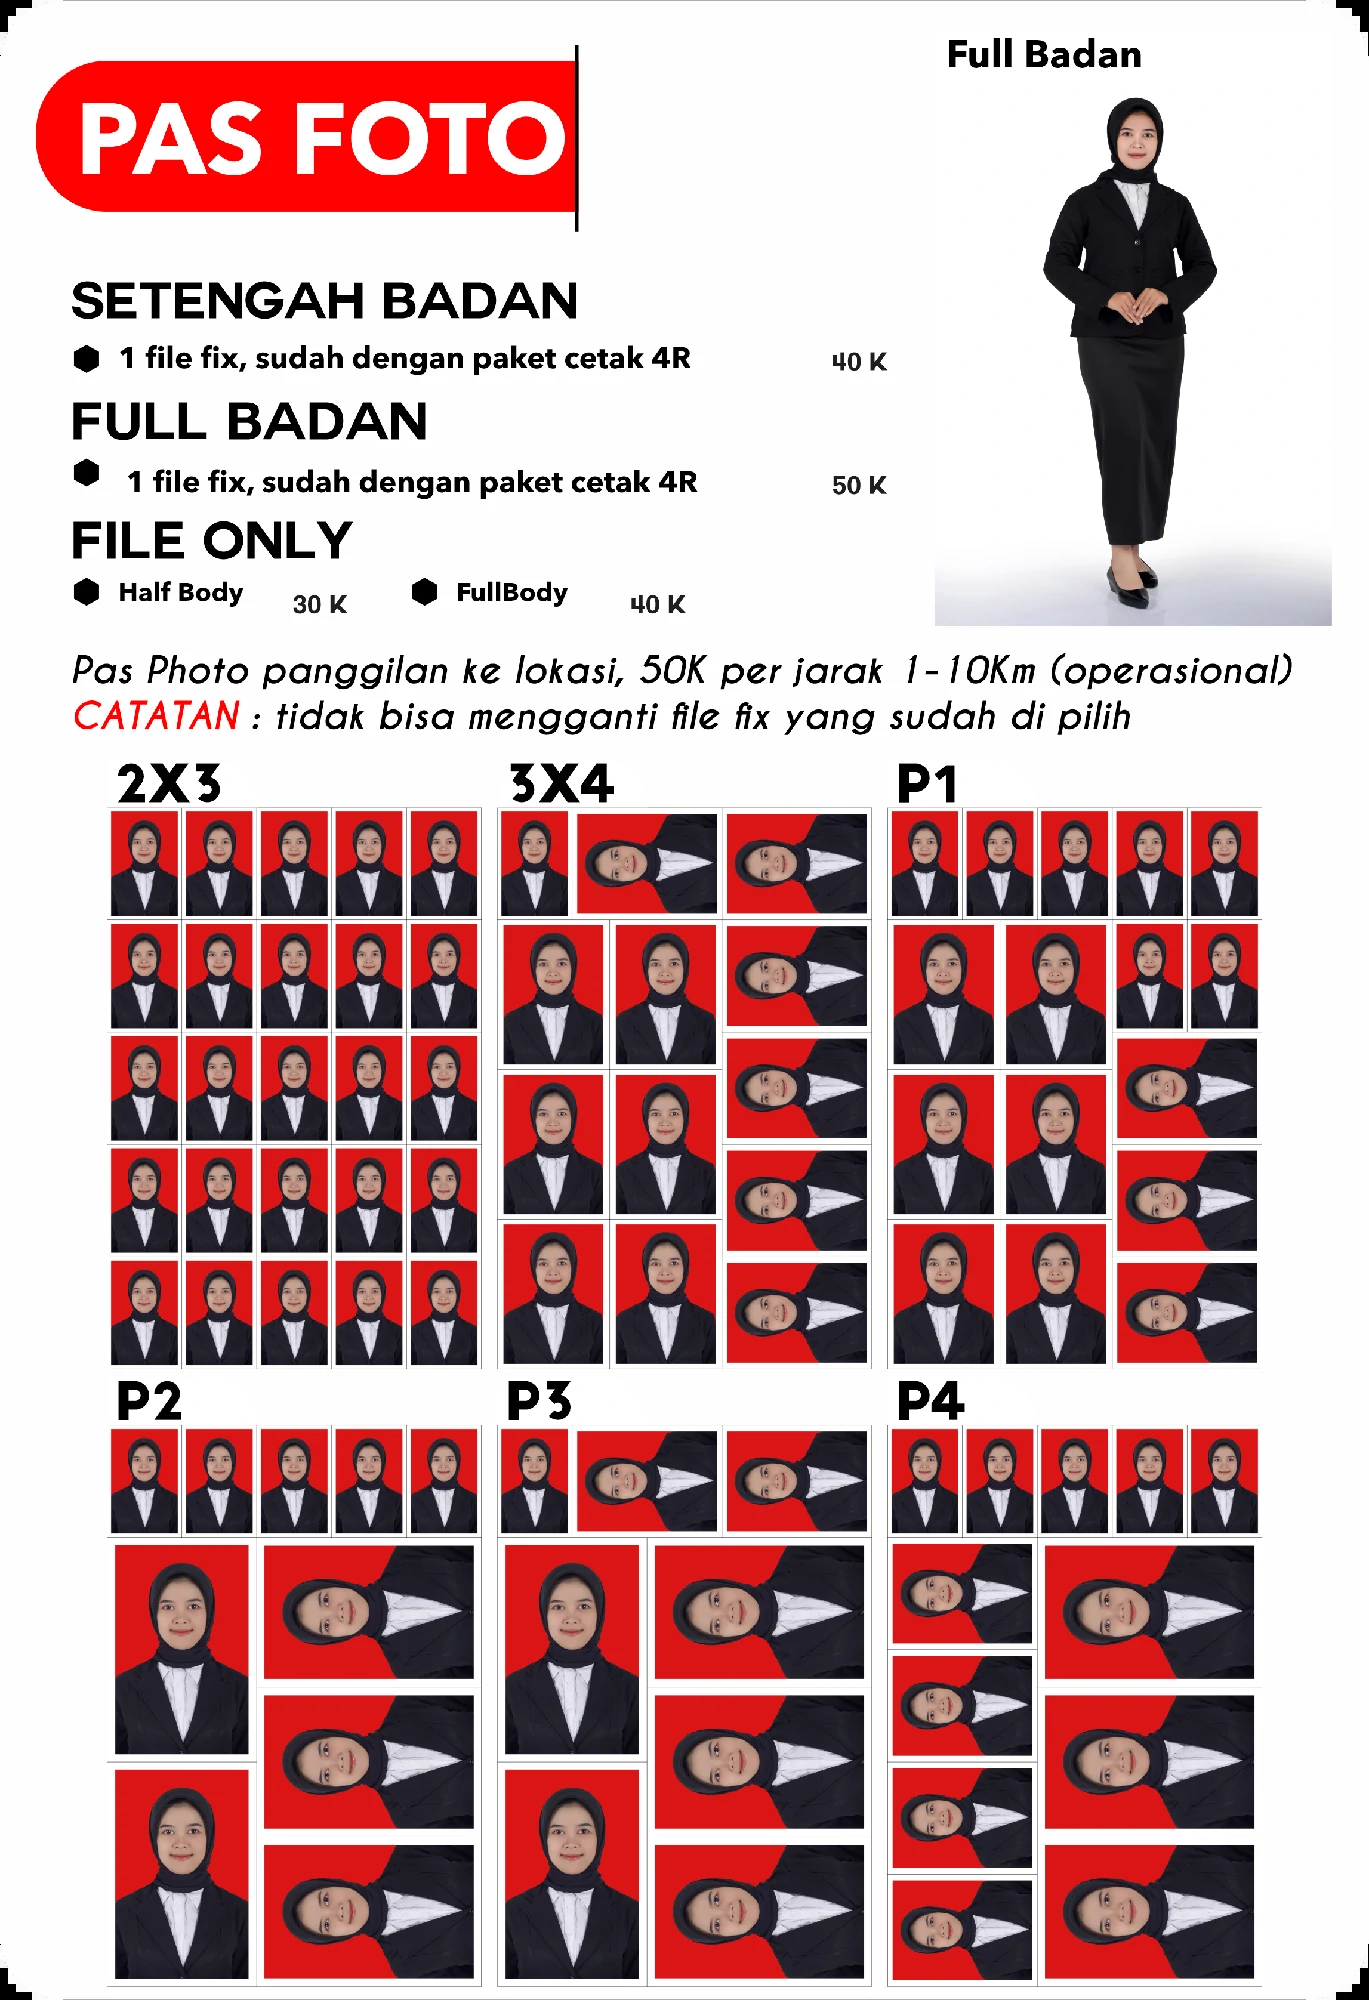 Full Badan
PAS FOTO
SETENGAH BADAN
1 file fix, sudah dengan paket cetak 4R 40 K
FULL BADAN
1 file fix, sudah dengan paket cetak 4R 50 K
FILE ONLY
Half Body 30 K FullBody 40 K
Pas Photo panggilan ke lokasi, 50K per jarak 1-10Km (operasional)
CATATAN : tidak bisa mengganti file fix yang sudah di pilih
2X3 3X4 P1
P2 P3 P4